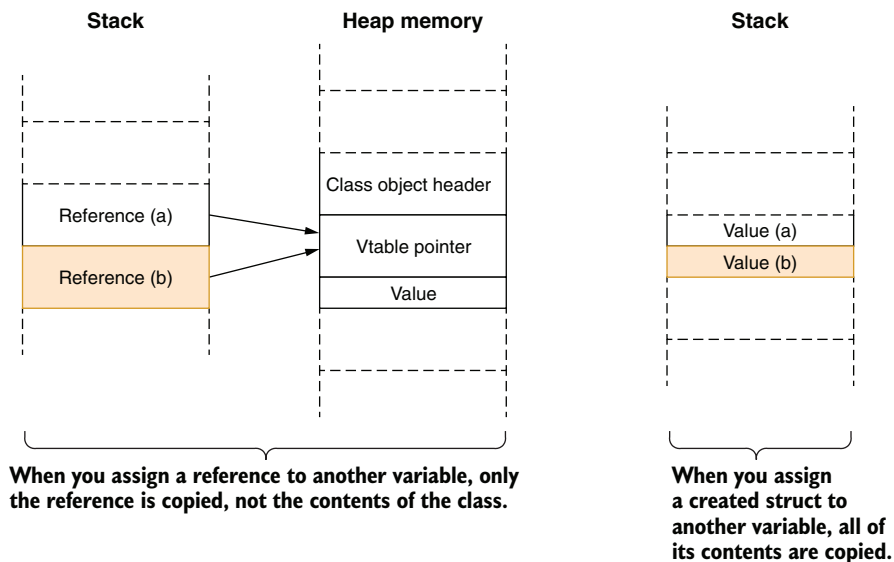 Stack
Heap memory
Stack
Class object header
Reference (a)
Vtable pointer
Reference (b)
Value
Value (a)
Value (b)
When you assign a reference to another variable, only
the reference is copied, not the contents of the class.
When you assign
a created struct to
another variable, all of
its contents are copied.